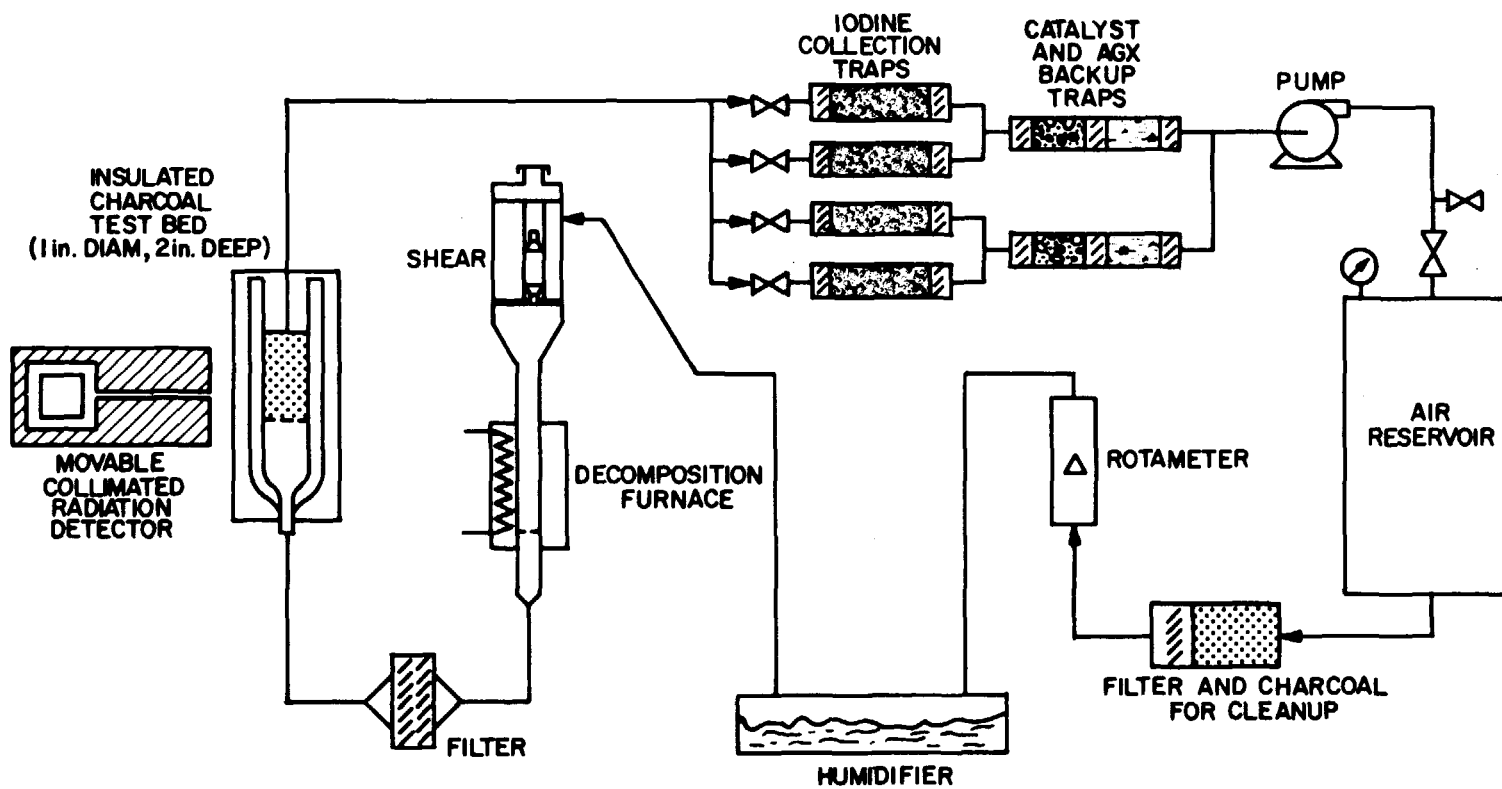 IODINE
COLLECTION
TRAPS
CATALYST
AND AGX
BACKUP
TRAPS
PUMP
INSULATED
CHARCOAL
TEST BED
(1 in. DIAM, 2 in. DEEP)
SHEAR
AIR
RESERVOIR
MOVABLE
COLLIMATED
RADIATION
DETECTOR
DECOMPOSITION
FURNACE
ROTAMETER
FILTER AND CHARCOAL
FOR CLEANUP
FILTER
HUMIDIFIER